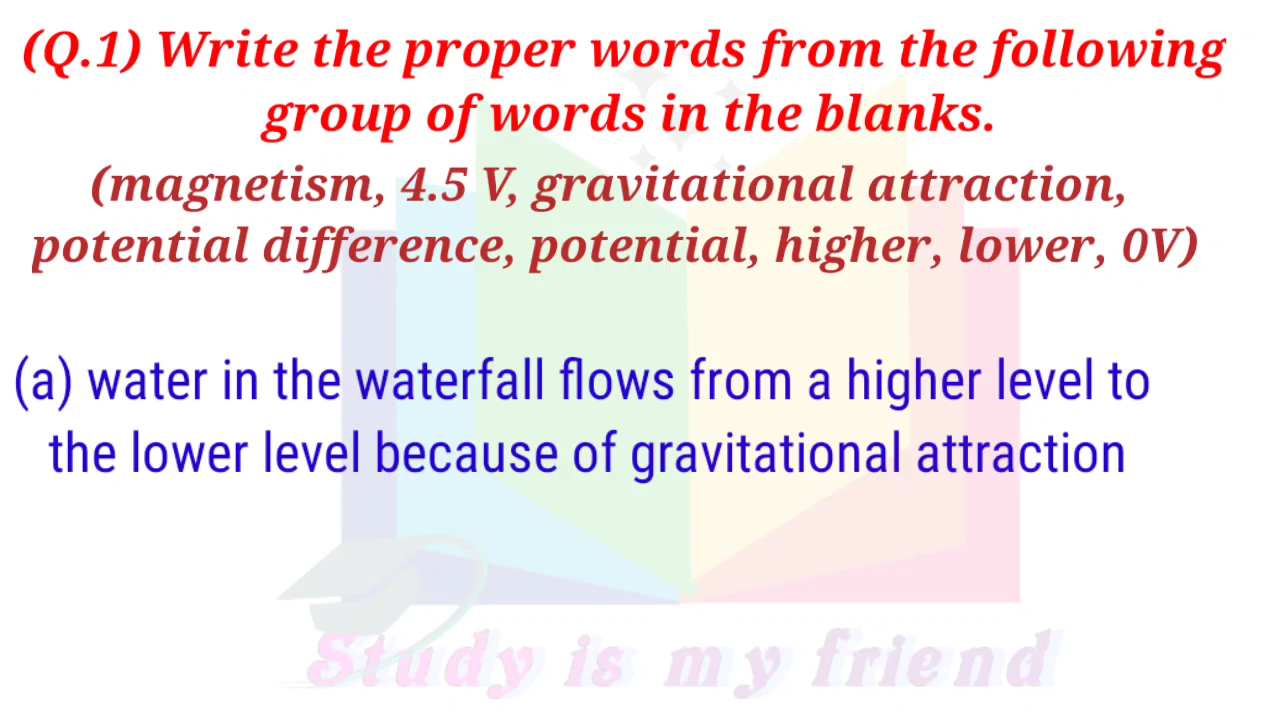 (Q.1) Write the proper words from the following
group of words in the blanks.
(magnetism, 4.5 V, gravitational attraction,
potential difference, potential, higher, lower, 0V)
(a) water in the waterfall flows from a higher level to
the lower level because of gravitational attraction
Study is my friend